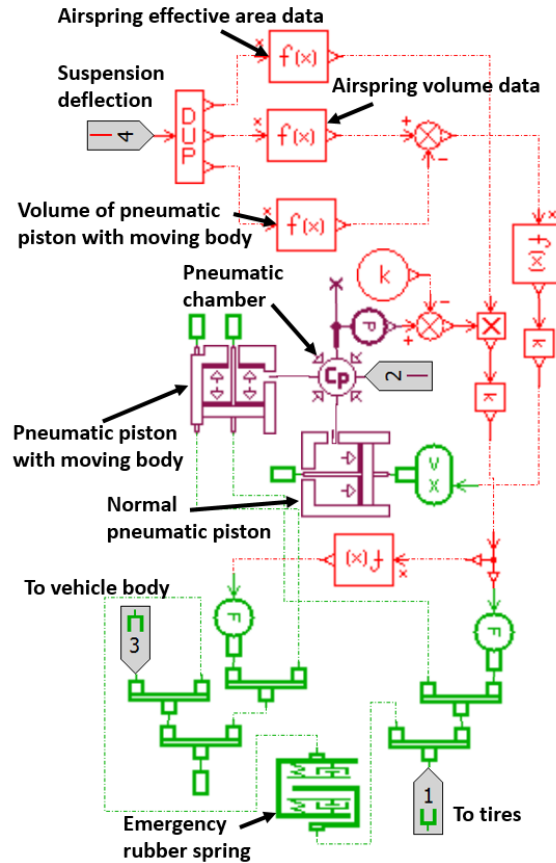 Airspring effective area data
x
f(x)
Suspension
deflection
Airspring volume data
4
D
U
P
x
f(x)
+
−
Volume of pneumatic
piston with moving body
x
f(x)
x
f(x)
Pneumatic
chamber
k
−
P
+
X
k
Cp
2
k
Pneumatic piston
with moving body
V
X
Normal
pneumatic piston
f(x)
x
To vehicle body
3
F
F
1
To tires
Emergency
rubber spring